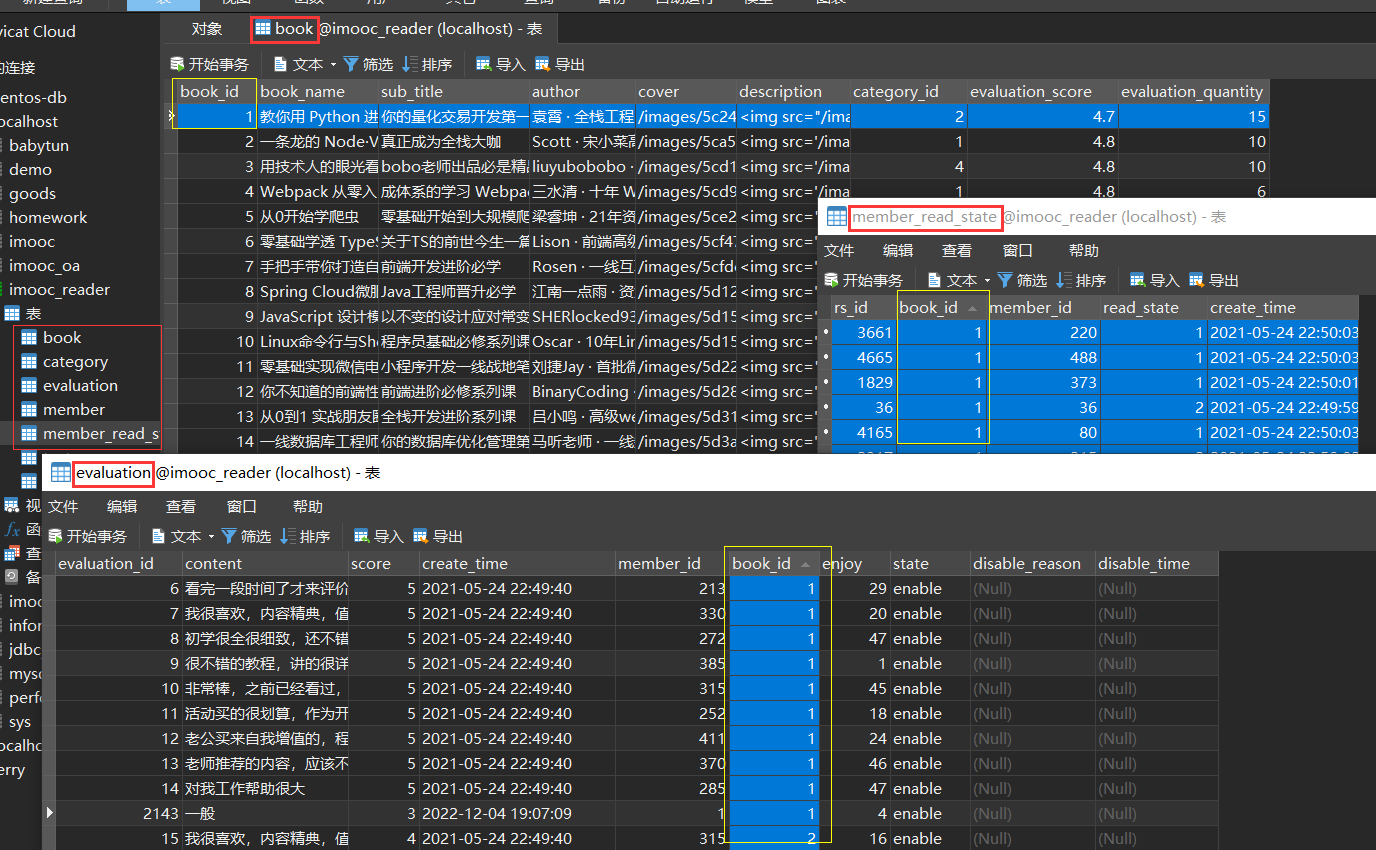 对象 book @imooc_reader (localhost) - 表
Cloud
开始事务 文本 筛选 排序 导入 导出
book_id book_name sub_title author cover description category_id evaluation_score evaluation_quantity
1 教你用 Python 进 你的量化交易开发第一 袁霄 · 全栈工程 /images/5c24 <img src="/ima 2 4.7 15
2 一条龙的 Node·V 真正成为全栈大咖 Scott · 宋小菜 /images/5ca5 <img src='/ima 1 4.8 10
3 用技术人的眼光看 bobo老师出品必是精 liuyubobobo · /images/5cd1 <img src='/ima 4 4.8 10
4 Webpack 从零入 成体系的学习 Webpa 三水清 · 十年 W /images/5cd9 <img src='/ima 1 4.8 6
5 从0开始学爬虫 零基础开始到大规模爬 梁睿坤 · 21年资 /images/5ce2 <img src='
6 零基础学透 TypeS 关于TS的前世今生一篇 Lison · 前端高级 /images/5cf47 <img src='
7 手把手带你打造自 前端开发进阶必学 Rosen · 一线互 /images/5cfd <img src='
8 Spring Cloud微服 Java工程师晋升必学 江南一点雨 · 资 /images/5d12 <img src='
9 JavaScript 设计模 以不变的设计应对常变 SHERlocked93 /images/5d15 <img src='
10 Linux命令行与She 程序员基础必修系列课 Oscar · 10年Lin /images/5d15 <img src='
11 零基础实现微信电 小程序开发一线战地笔 刘捷Jay · 首批微 /images/5d22 <img src='
12 你不知道的前端性 前端进阶必修系列课 BinaryCoding · /images/5d28 <img src='
13 从0到1 实战朋友 全栈开发进阶系列课 吕小鸣 · 高级we /images/5d31 <img src='
14 一线数据库工程师 你的数据库优化管理第 马听老师 · 一线 /images/5d3a <img src='
的连接
entos-db
ocalhost
babytun
demo
goods
homework
imooc
imooc_oa
imooc_reader
表
book
category
evaluation
member
member_read_s
视
fx 函
查
备
imoo
infor
jdbc
myso
perfo
sys
ocalho
erry
member_read_state @imooc_reader (localhost) - 表
文件 编辑 查看 窗口 帮助
开始事务 文本 筛选 排序 导入 导出
rs_id book_id member_id read_state create_time
3661 1 220 1 2021-05-24 22:50:03
4665 1 488 1 2021-05-24 22:50:03
1829 1 373 1 2021-05-24 22:50:01
36 1 36 2 2021-05-24 22:49:59
4165 1 80 1 2021-05-24 22:50:03
evaluation @imooc_reader (localhost) - 表
文件 编辑 查看 窗口 帮助
开始事务 文本 筛选 排序 导入 导出
evaluation_id content score create_time member_id book_id enjoy state disable_reason disable_time
6 看完一段时间了才来评价 5 2021-05-24 22:49:40 213 1 29 enable (Null) (Null)
7 我很喜欢，内容精典，值 5 2021-05-24 22:49:40 330 1 20 enable (Null) (Null)
8 初学很全很细致，还不错 5 2021-05-24 22:49:40 272 1 47 enable (Null) (Null)
9 很不错的教程，讲的很详 5 2021-05-24 22:49:40 385 1 1 enable (Null) (Null)
10 非常棒，之前已经看过， 5 2021-05-24 22:49:40 315 1 45 enable (Null) (Null)
11 活动买的很划算，作为开 5 2021-05-24 22:49:40 252 1 18 enable (Null) (Null)
12 老公买来自我增值的，程 5 2021-05-24 22:49:40 411 1 24 enable (Null) (Null)
13 老师推荐的内容，应该不 5 2021-05-24 22:49:40 370 1 46 enable (Null) (Null)
14 对我工作帮助很大 5 2021-05-24 22:49:40 285 1 47 enable (Null) (Null)
2143 一般 3 2022-12-04 19:07:09 1 1 4 enable (Null) (Null)
15 我很喜欢，内容精典，值 4 2021-05-24 22:49:40 315 2 16 enable (Null) (Null)